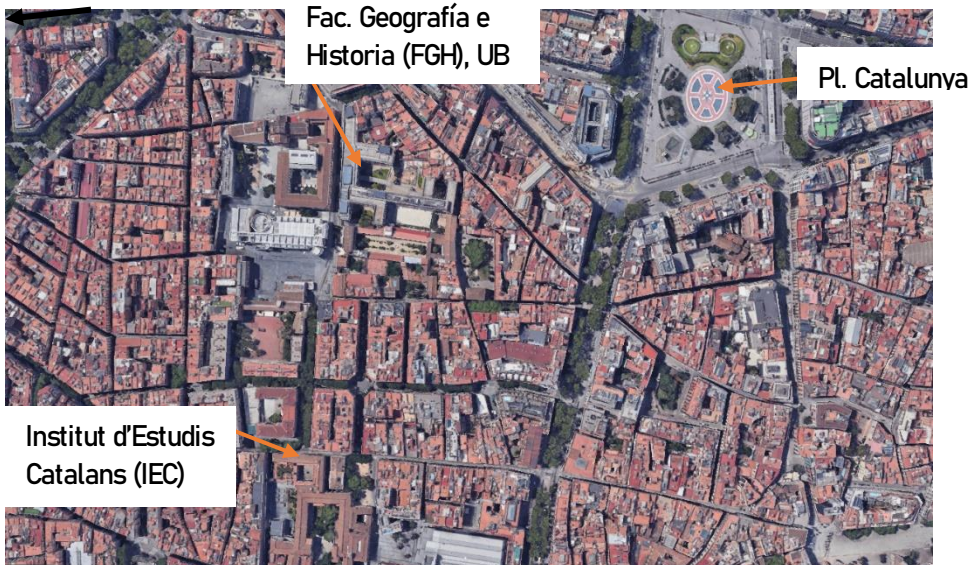 Fac. Geografía e
Historia (FGH), UB
Pl. Catalunya
Institut d'Estudis
Catalans (IEC)